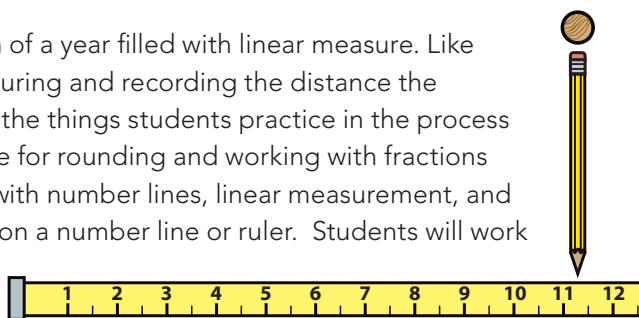 of a year filled with linear measure. Like
uring and recording the distance the
the things students practice in the process
e for rounding and working with fractions
with number lines, linear measurement, and
on a number line or ruler. Students will work
1 2 3 4 5 6 7 8 9 10 11 12